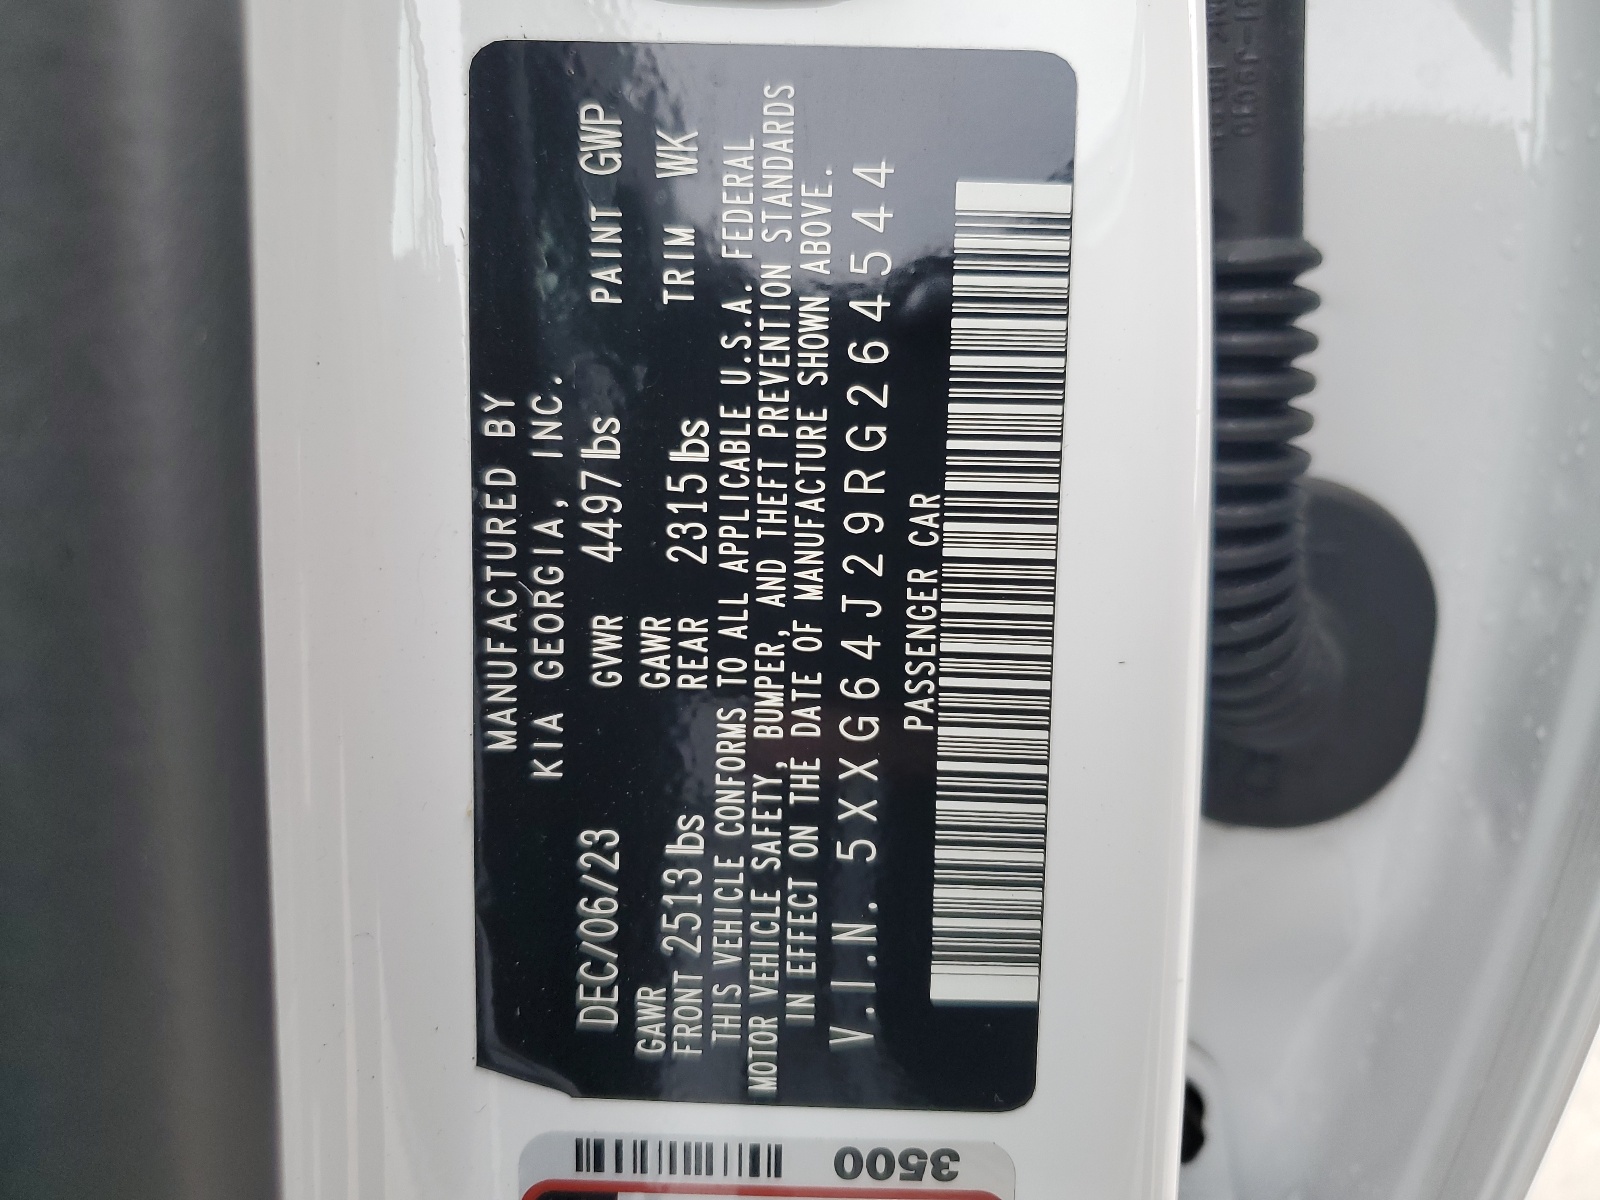 MANUFACTURED BY
KIA GEORGIA, INC.
DEC/06/23 GVWR 4497lbs PAINT GWP
GAWR FRONT 2513lbs GAWR REAR 2315lbs TRIM WK
THIS VEHICLE CONFORMS TO ALL APPLICABLE U.S.A. FEDERAL
MOTOR VEHICLE SAFETY, BUMPER, AND THEFT PREVENTION STANDARDS
IN EFFECT ON THE DATE OF MANUFACTURE SHOWN ABOVE.
V.I.N. 5XXG64J29RG264544
PASSENGER CAR
3500